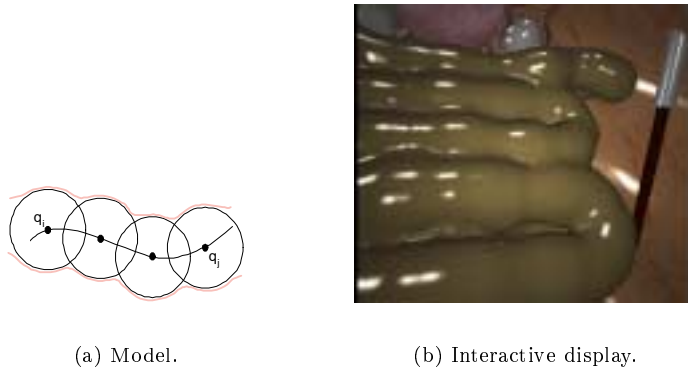 q_i
q_j
(a) Model.
(b) Interactive display.